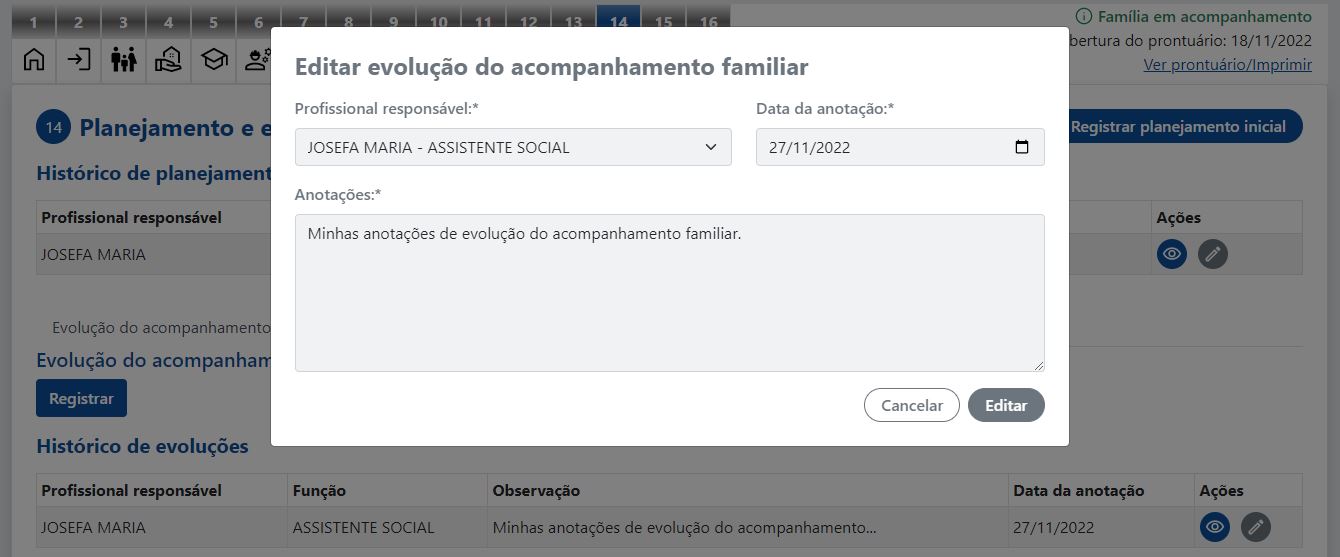 1 2 3 4 5 6 7 8 9 10 11 12 13 14 15 16
Família em acompanhamento
bertura do prontuário: 18/11/2022
Ver prontuário/Imprimir
Editar evolução do acompanhamento familiar
Profissional responsável:* Data da anotação:*
JOSEFA MARIA - ASSISTENTE SOCIAL 27/11/2022
Anotações:*
Minhas anotações de evolução do acompanhamento familiar.
Cancelar Editar
14 Planejamento e e
Registrar planejamento inicial
Histórico de planejament
Profissional responsável Ações
JOSEFA MARIA
Evolução do acompanhamento
Evolução do acompanham
Registrar
Histórico de evoluções
Profissional responsável Função Observação Data da anotação Ações
JOSEFA MARIA ASSISTENTE SOCIAL Minhas anotações de evolução do acompanhamento... 27/11/2022